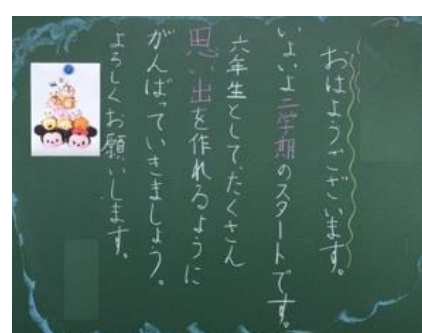 おはようございます。
いよいよ二学期のスタートです。
六年生として、たくさん
思い出を作れるように
がんばっていきましょう。
よろしくお願いします。